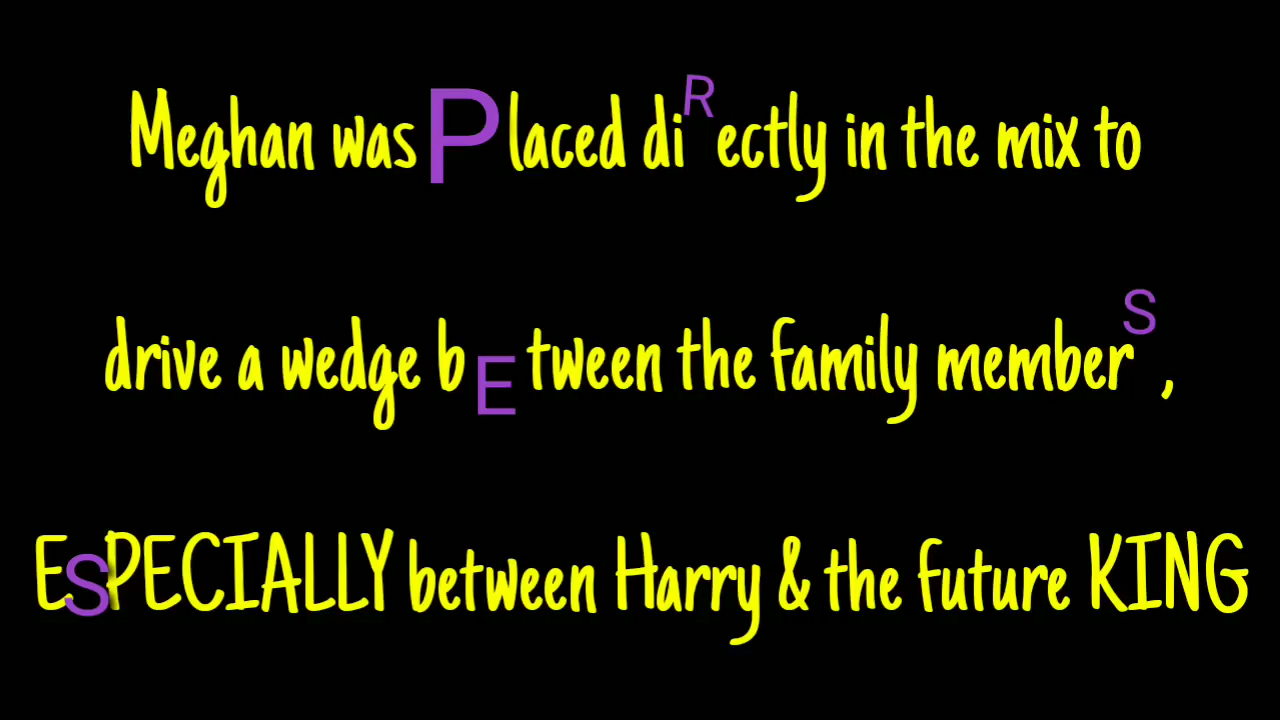 Meghan was Placed diRectly in the mix to
drive a wedge bEtween the family memberS,
ESPECIALLY between Harry & the future KING